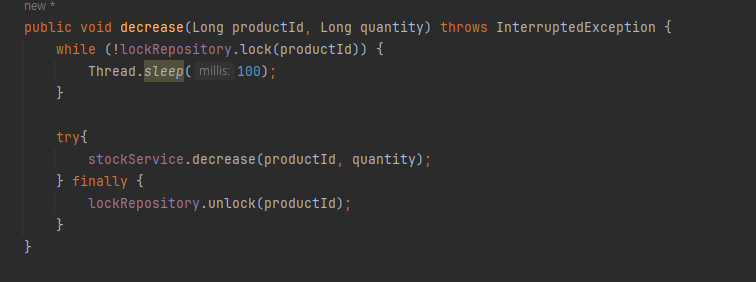 new *
public void decrease(Long productId, Long quantity) throws InterruptedException {
while (!lockRepository.lock(productId)) {
Thread.sleep( millis: 100);
}
try{
stockService.decrease(productId, quantity);
} finally {
lockRepository.unlock(productId);
}
}